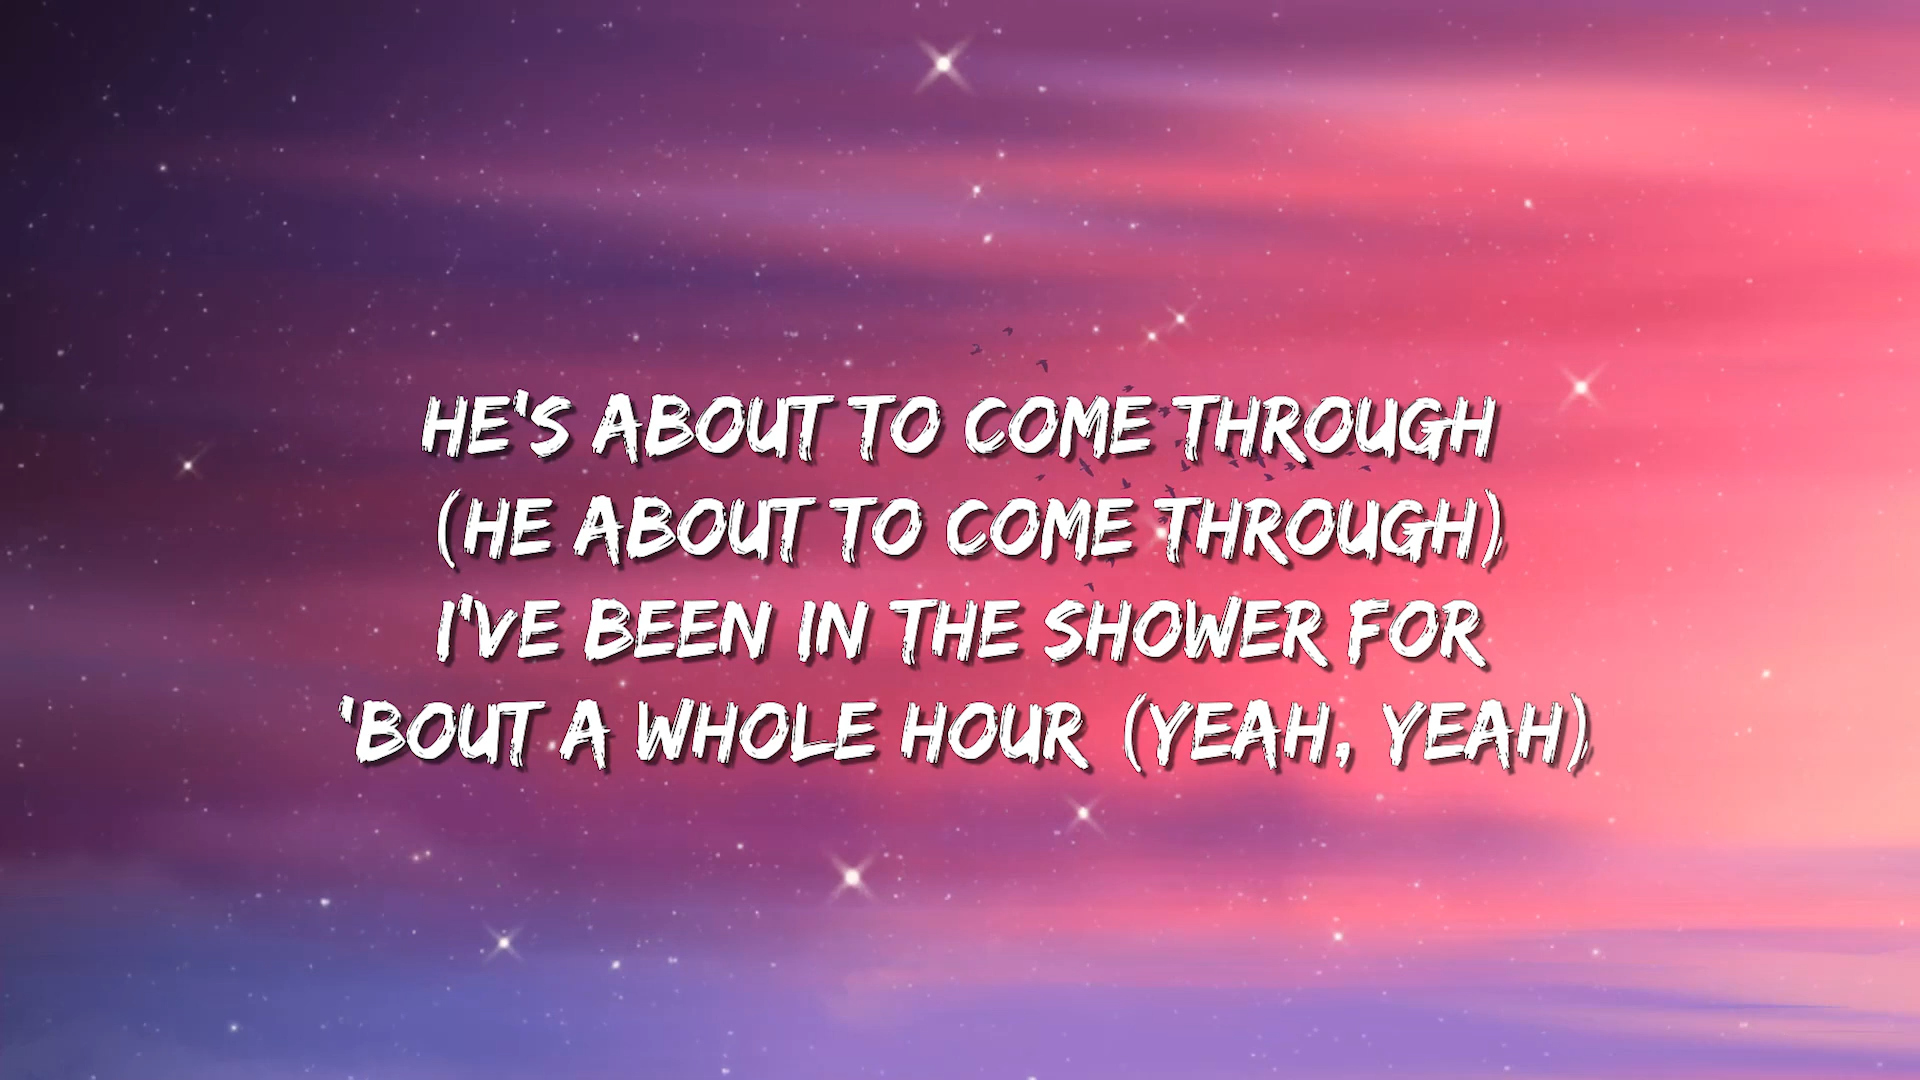 HE'S ABOUT TO COME THROUGH
(HE ABOUT TO COME THROUGH)
I'VE BEEN IN THE SHOWER FOR
'BOUT A WHOLE HOUR (YEAH, YEAH)